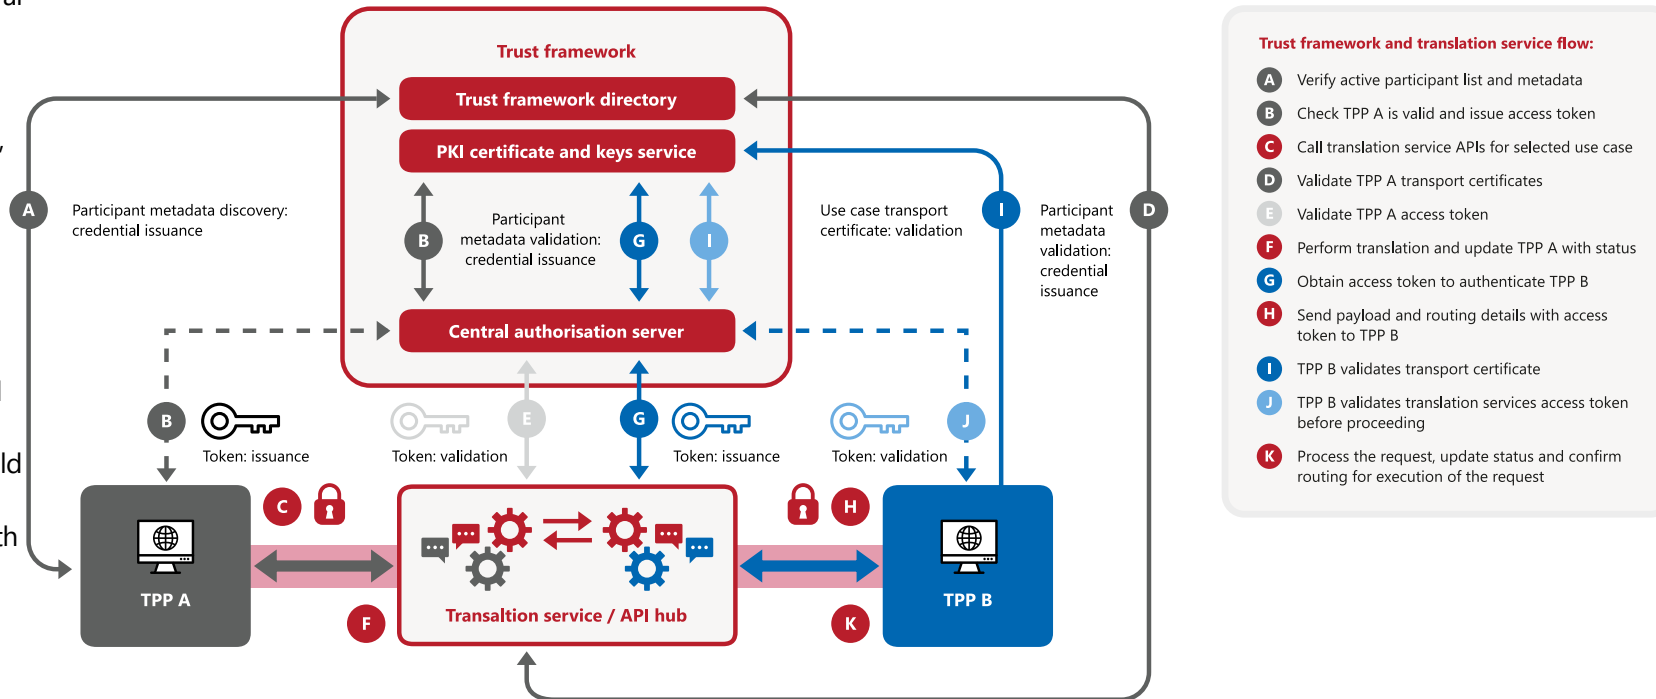 al
,
ld
th
Trust framework
Trust framework directory
PKI certificate and keys service
A
Participant metadata discovery:
credential issuance
B
Participant
metadata validation:
credential issuance
G
I
Use case transport
certificate: validation
I
Participant
metadata
validation:
credential
issuance
D
Central authorisation server
B
Token: issuance
Token: validation
E
G
Token: issuance
Token: validation
J
C
H
TPP A
F
Transaltion service / API hub
K
TPP B
Trust framework and translation service flow:
A Verify active participant list and metadata
B Check TPP A is valid and issue access token
C Call translation service APIs for selected use case
D Validate TPP A transport certificates
E Validate TPP A access token
F Perform translation and update TPP A with status
G Obtain access token to authenticate TPP B
H Send payload and routing details with access
token to TPP B
I TPP B validates transport certificate
J TPP B validates translation services access token
before proceeding
K Process the request, update status and confirm
routing for execution of the request